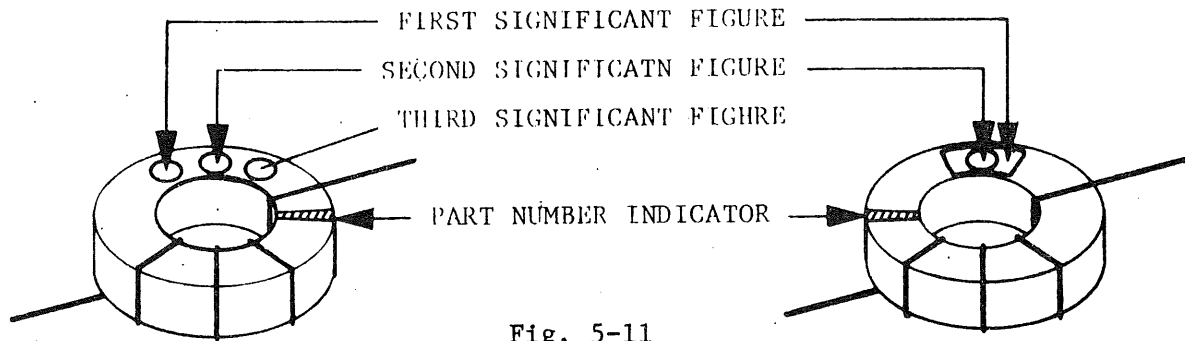 FIRST SIGNIFICANT FIGURE
SECOND SIGNIFICATN FIGURE
THIRD SIGNIFICANT FIGHRE
PART NUMBER INDICATOR
Fig. 5-11